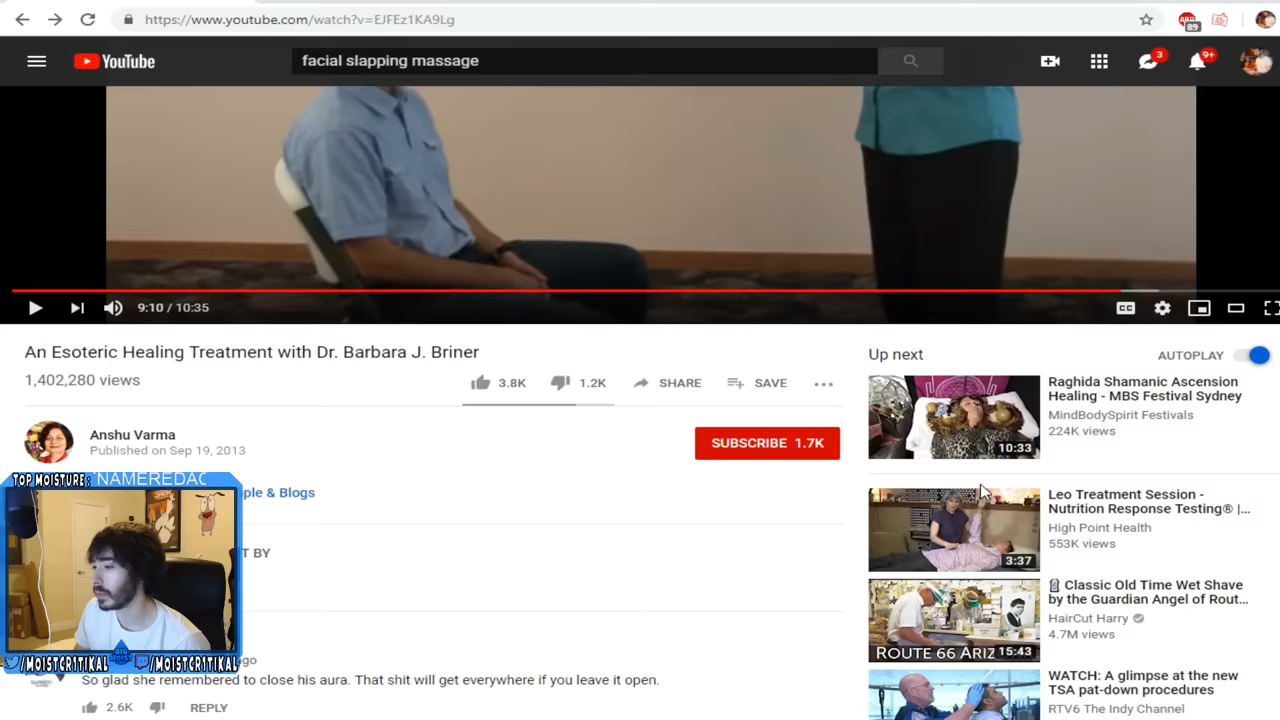 https://www.youtube.com/watch?v=EJFEz1KA9Lg
89
YouTube
facial slapping massage
3
9+
9:10 / 10:35
CC
An Esoteric Healing Treatment with Dr. Barbara J. Briner
1,402,280 views
3.8K
1.2K
SHARE
SAVE
Anshu Varma
Published on Sep 19, 2013
SUBSCRIBE 1.7K
TOP MOISTURE: NAMEREDAC
ple & Blogs
T BY
BIG MOIST
/MOISTCR1TIKAL
/MOISTCR1TIKAL
go
So glad she remembered to close his aura. That shit will get everywhere if you leave it open.
2.6K
REPLY
Up next
AUTOPLAY
10:33
Raghida Shamanic Ascension
Healing - MBS Festival Sydney
MindBodySpirit Festivals
224K views
3:37
Leo Treatment Session -
Nutrition Response Testing® |...
High Point Health
553K views
ROUTE 66 ARIZ
15:43
💈 Classic Old Time Wet Shave
by the Guardian Angel of Rout...
HairCut Harry
4.7M views
WATCH: A glimpse at the new
TSA pat-down procedures
RTV6 The Indy Channel